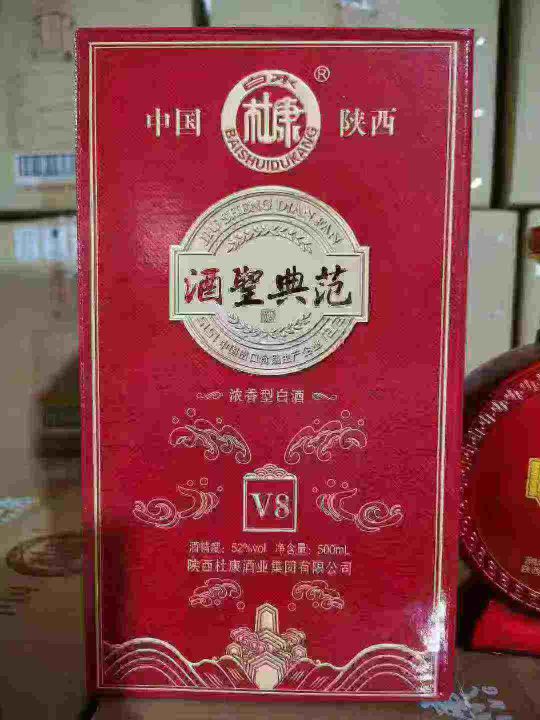 白水
中国 杜康 ® 陕西
BAISHUIDUKANG
JIU SHENG DIAN FAN
酒聖典范
浓香型白酒
V8
酒精度：52%vol 净含量：500mL
陕西杜康酒业集团有限公司